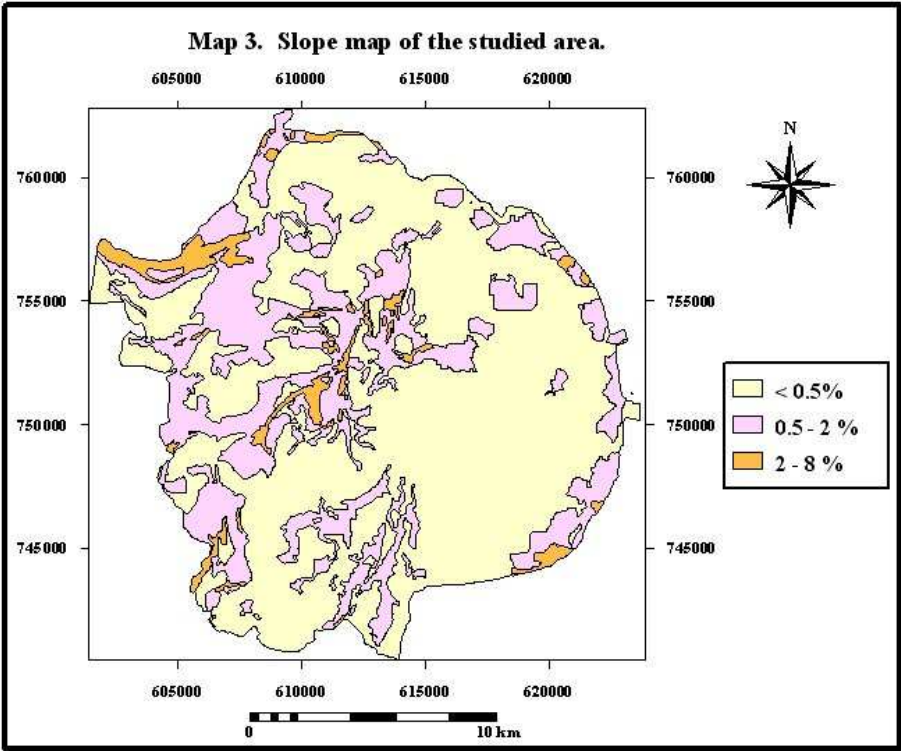 Map 3. Slope map of the studied area.
605000 610000 615000 620000
N
760000 760000
755000 755000
< 0.5%
750000 750000
0.5 - 2 %
2 - 8 %
745000 745000
605000 610000 615000 620000
0 10 km